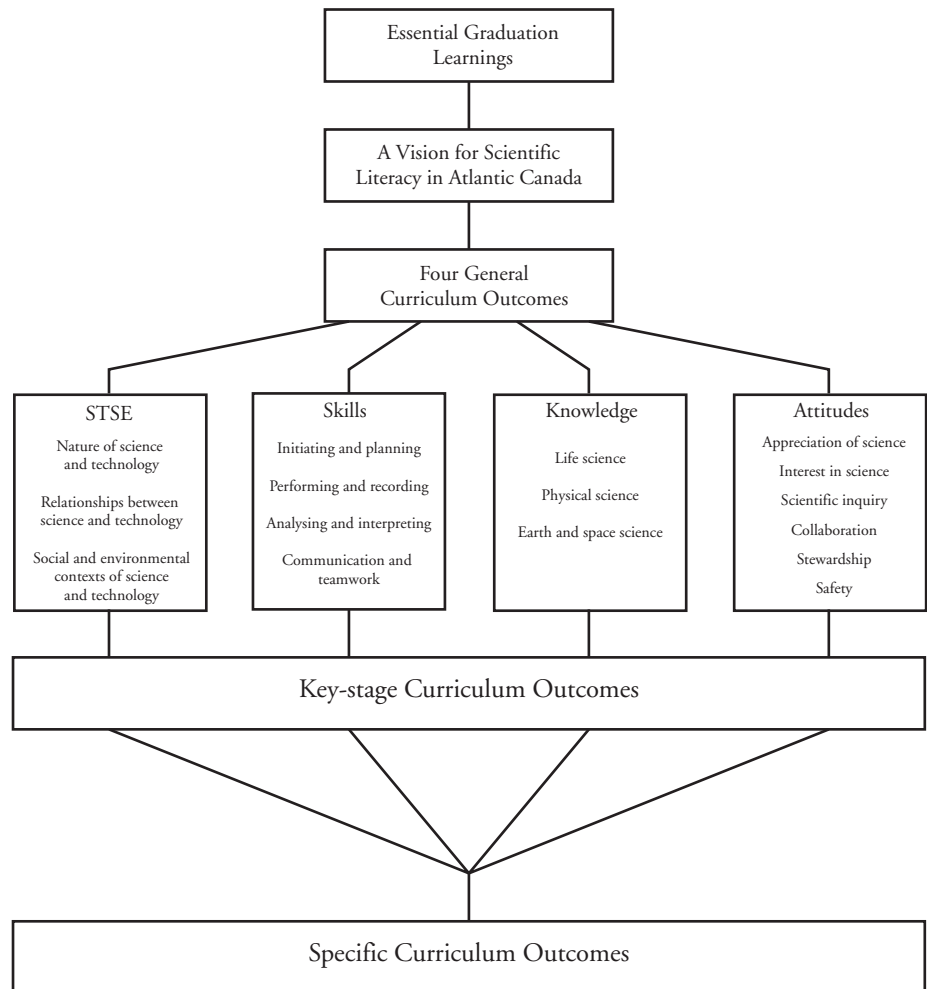 Essential Graduation
Learnings
A Vision for Scientific
Literacy in Atlantic Canada
Four General
Curriculum Outcomes
STSE
Nature of science
and technology
Relationships between
science and technology
Social and environmental
contexts of science
and technology
Skills
Initiating and planning
Performing and recording
Analysing and interpreting
Communication and
teamwork
Knowledge
Life science
Physical science
Earth and space science
Attitudes
Appreciation of science
Interest in science
Scientific inquiry
Collaboration
Stewardship
Safety
Key-stage Curriculum Outcomes
Specific Curriculum Outcomes